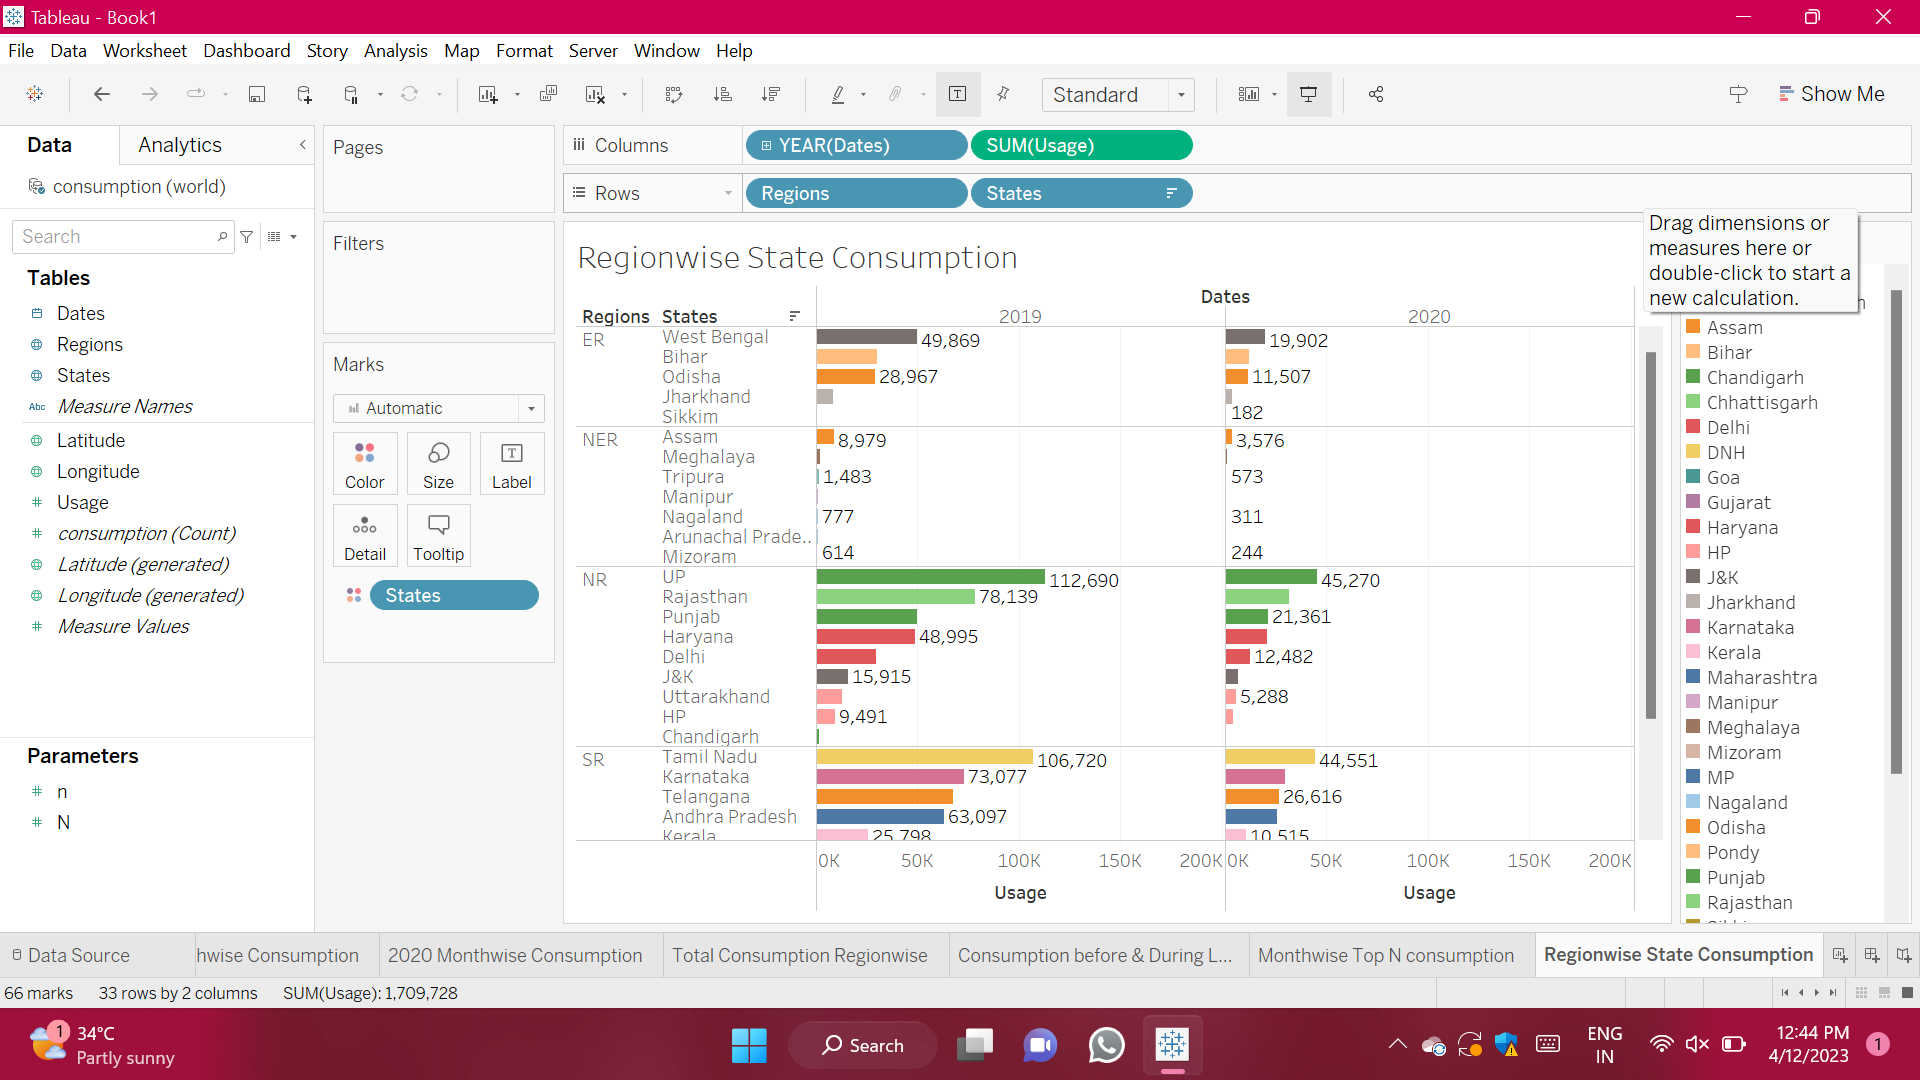 Tableau - Book1
File Data Worksheet Dashboard Story Analysis Map Format Server Window Help
Standard
Show Me
Data Analytics
consumption (world)
Search
Tables
Dates
Regions
States
Abc Measure Names
Latitude
Longitude
Usage
consumption (Count)
Latitude (generated)
Longitude (generated)
Measure Values
Parameters
n
N
Pages
Filters
Marks
Automatic
Color Size Label
Detail Tooltip
States
Columns YEAR(Dates) SUM(Usage)
Rows Regions States
Regionwise State Consumption
Dates
Regions States 2019 2020
ER West Bengal 49,869 19,902
Bihar
Odisha 28,967 11,507
Jharkhand
Sikkim 182
NER Assam 8,979 3,576
Meghalaya
Tripura 1,483 573
Manipur
Nagaland 777 311
Arunachal Prade..
Mizoram 614 244
NR UP 112,690 45,270
Rajasthan 78,139
Punjab 21,361
Haryana 48,995
Delhi 12,482
J&K 15,915
Uttarakhand 5,288
HP 9,491
Chandigarh
SR Tamil Nadu 106,720 44,551
Karnataka 73,077
Telangana 26,616
Andhra Pradesh 63,097
Kerala 25,798 10,515
0K 50K 100K 150K 200K 0K 50K 100K 150K 200K
Usage Usage
Drag dimensions or
measures here or
double-click to start a
new calculation.
Assam
Bihar
Chandigarh
Chhattisgarh
Delhi
DNH
Goa
Gujarat
Haryana
HP
J&K
Jharkhand
Karnataka
Kerala
Maharashtra
Manipur
Meghalaya
Mizoram
MP
Nagaland
Odisha
Pondy
Punjab
Rajasthan
Data Source hwise Consumption 2020 Monthwise Consumption Total Consumption Regionwise Consumption before & During L... Monthwise Top N consumption Regionwise State Consumption
66 marks 33 rows by 2 columns SUM(Usage): 1,709,728
1 34°C
Partly sunny
Search
ENG
IN
12:44 PM
4/12/2023
1